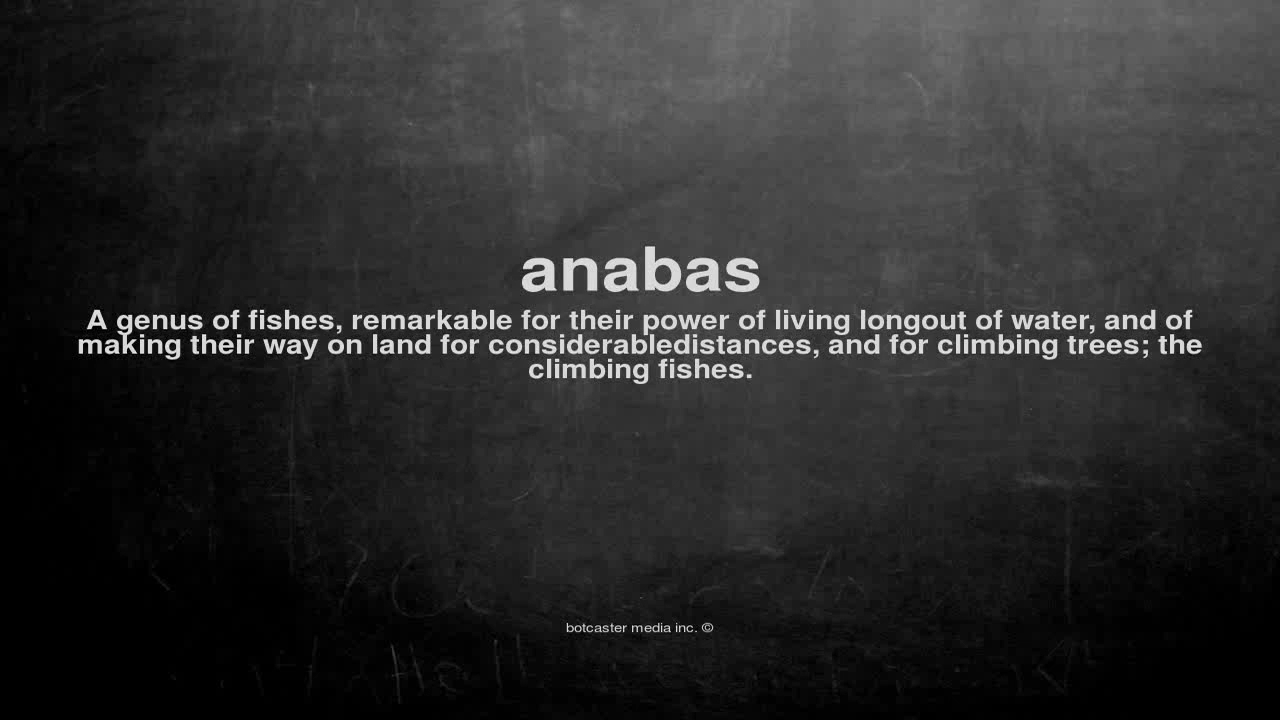 anabas
A genus of fishes, remarkable for their power of living longout of water, and of
making their way on land for considerabledistances, and for climbing trees; the
climbing fishes.
botcaster media inc. ©